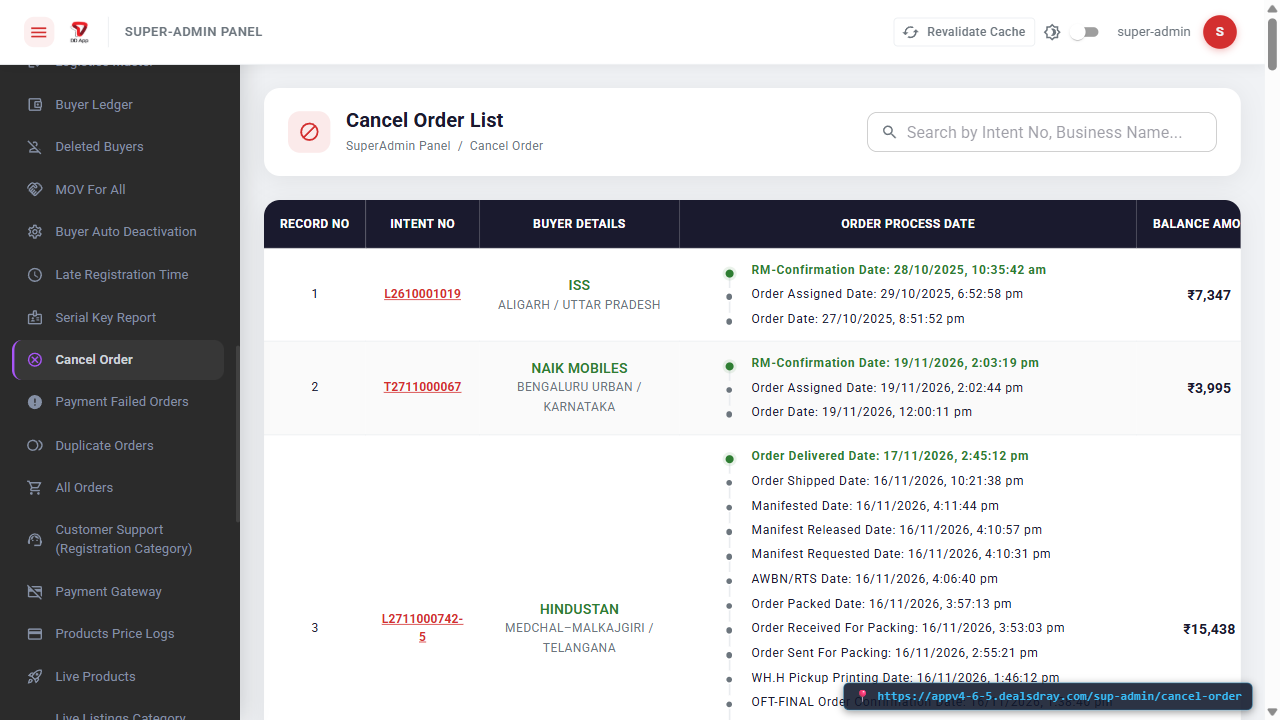 DD App
SUPER-ADMIN PANEL
Revalidate Cache
super-admin
S
Logistics Master
Buyer Ledger
Deleted Buyers
MOV For All
Buyer Auto Deactivation
Late Registration Time
Serial Key Report
Cancel Order
Payment Failed Orders
Duplicate Orders
All Orders
Customer Support
(Registration Category)
Payment Gateway
Products Price Logs
Live Products
Live Listings Category
Cancel Order List
SuperAdmin Panel / Cancel Order
Search by Intent No, Business Name...
RECORD NO INTENT NO BUYER DETAILS ORDER PROCESS DATE BALANCE AMO
1
L2610001019
ISS
ALIGARH / UTTAR PRADESH
RM-Confirmation Date: 28/10/2025, 10:35:42 am
Order Assigned Date: 29/10/2025, 6:52:58 pm
Order Date: 27/10/2025, 8:51:52 pm
₹7,347
2
T2711000067
NAIK MOBILES
BENGALURU URBAN /
KARNATAKA
RM-Confirmation Date: 19/11/2026, 2:03:19 pm
Order Assigned Date: 19/11/2026, 2:02:44 pm
Order Date: 19/11/2026, 12:00:11 pm
₹3,995
3
L2711000742-
5
HINDUSTAN
MEDCHAL–MALKAJGIRI /
TELANGANA
Order Delivered Date: 17/11/2026, 2:45:12 pm
Order Shipped Date: 16/11/2026, 10:21:38 pm
Manifested Date: 16/11/2026, 4:11:44 pm
Manifest Released Date: 16/11/2026, 4:10:57 pm
Manifest Requested Date: 16/11/2026, 4:10:31 pm
AWBN/RTS Date: 16/11/2026, 4:06:40 pm
Order Packed Date: 16/11/2026, 3:57:13 pm
Order Received For Packing: 16/11/2026, 3:53:03 pm
Order Sent For Packing: 16/11/2026, 2:55:21 pm
WH.H Pickup Printing Date: 16/11/2026, 1:46:12 pm
OFT-FINAL Order
₹15,438
https://appv4-6-5.dealsdray.com/sup-admin/cancel-order